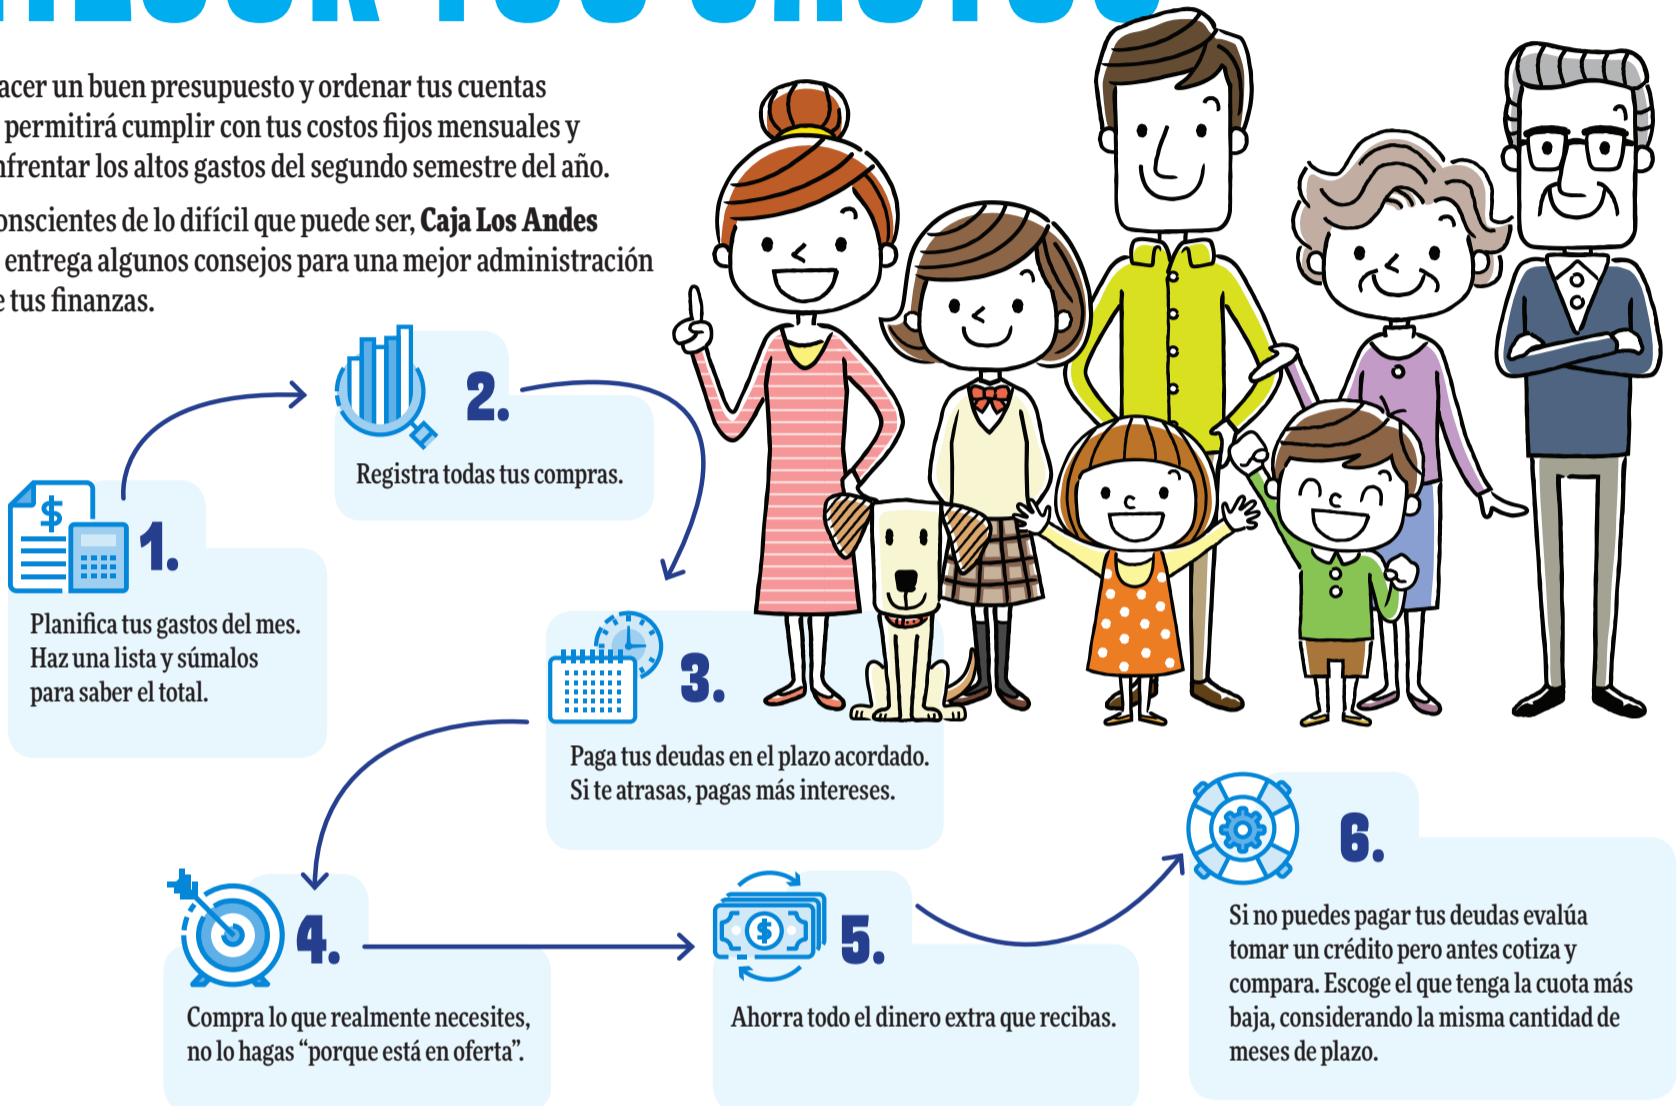 TUS GASTOS
acer un buen presupuesto y ordenar tus cuentas
permitirá cumplir con tus costos fijos mensuales y
nfrentar los altos gastos del segundo semestre del año.
onscientes de lo difícil que puede ser, Caja Los Andes
entrega algunos consejos para una mejor administración
e tus finanzas.
1.
Planifica tus gastos del mes.
Haz una lista y súmalos
para saber el total.
2.
Registra todas tus compras.
3.
Paga tus deudas en el plazo acordado.
Si te atrasas, pagas más intereses.
4.
Compra lo que realmente necesites,
no lo hagas “porque está en oferta”.
5.
Ahorra todo el dinero extra que recibas.
6.
Si no puedes pagar tus deudas evalúa
tomar un crédito pero antes cotiza y
compara. Escoge el que tenga la cuota más
baja, considerando la misma cantidad de
meses de plazo.